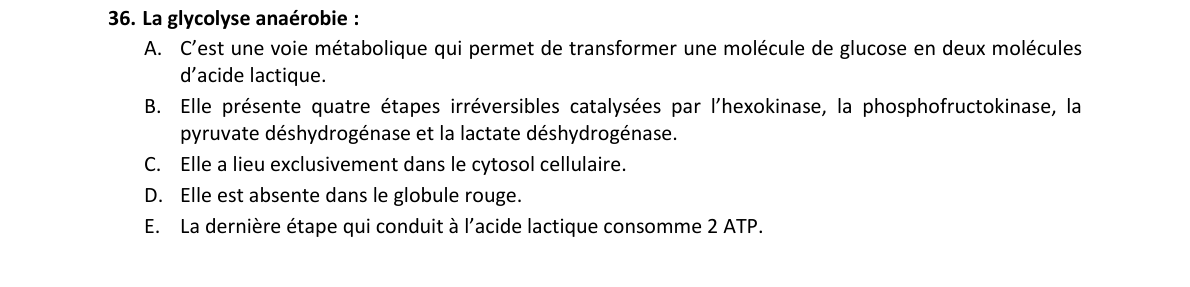 36. La glycolyse anaérobie :
A. C’est une voie métabolique qui permet de transformer une molécule de glucose en deux molécules
d’acide lactique.
B. Elle présente quatre étapes irréversibles catalysées par l’hexokinase, la phosphofructokinase, la
pyruvate déshydrogénase et la lactate déshydrogénase.
C. Elle a lieu exclusivement dans le cytosol cellulaire.
D. Elle est absente dans le globule rouge.
E. La dernière étape qui conduit à l’acide lactique consomme 2 ATP.